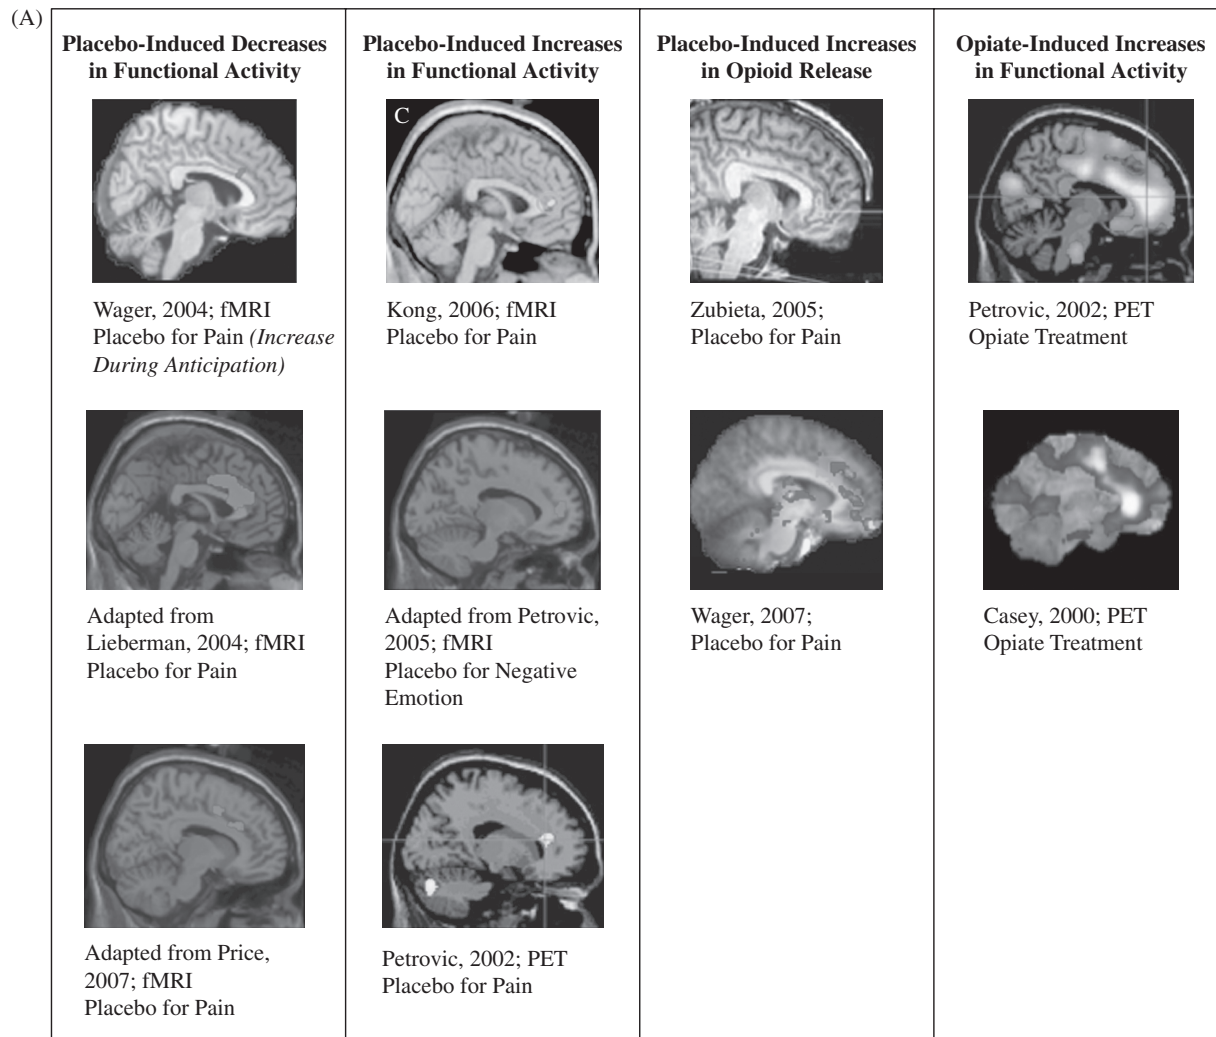 (A)
Placebo-Induced Decreases
in Functional Activity
Wager, 2004; fMRI
Placebo for Pain (Increase
During Anticipation)
Adapted from
Lieberman, 2004; fMRI
Placebo for Pain
Adapted from Price,
2007; fMRI
Placebo for Pain
Placebo-Induced Increases
in Functional Activity
C
Kong, 2006; fMRI
Placebo for Pain
Adapted from Petrovic,
2005; fMRI
Placebo for Negative
Emotion
Petrovic, 2002; PET
Placebo for Pain
Placebo-Induced Increases
in Opioid Release
Zubieta, 2005;
Placebo for Pain
Wager, 2007;
Placebo for Pain
Opiate-Induced Increases
in Functional Activity
Petrovic, 2002; PET
Opiate Treatment
Casey, 2000; PET
Opiate Treatment